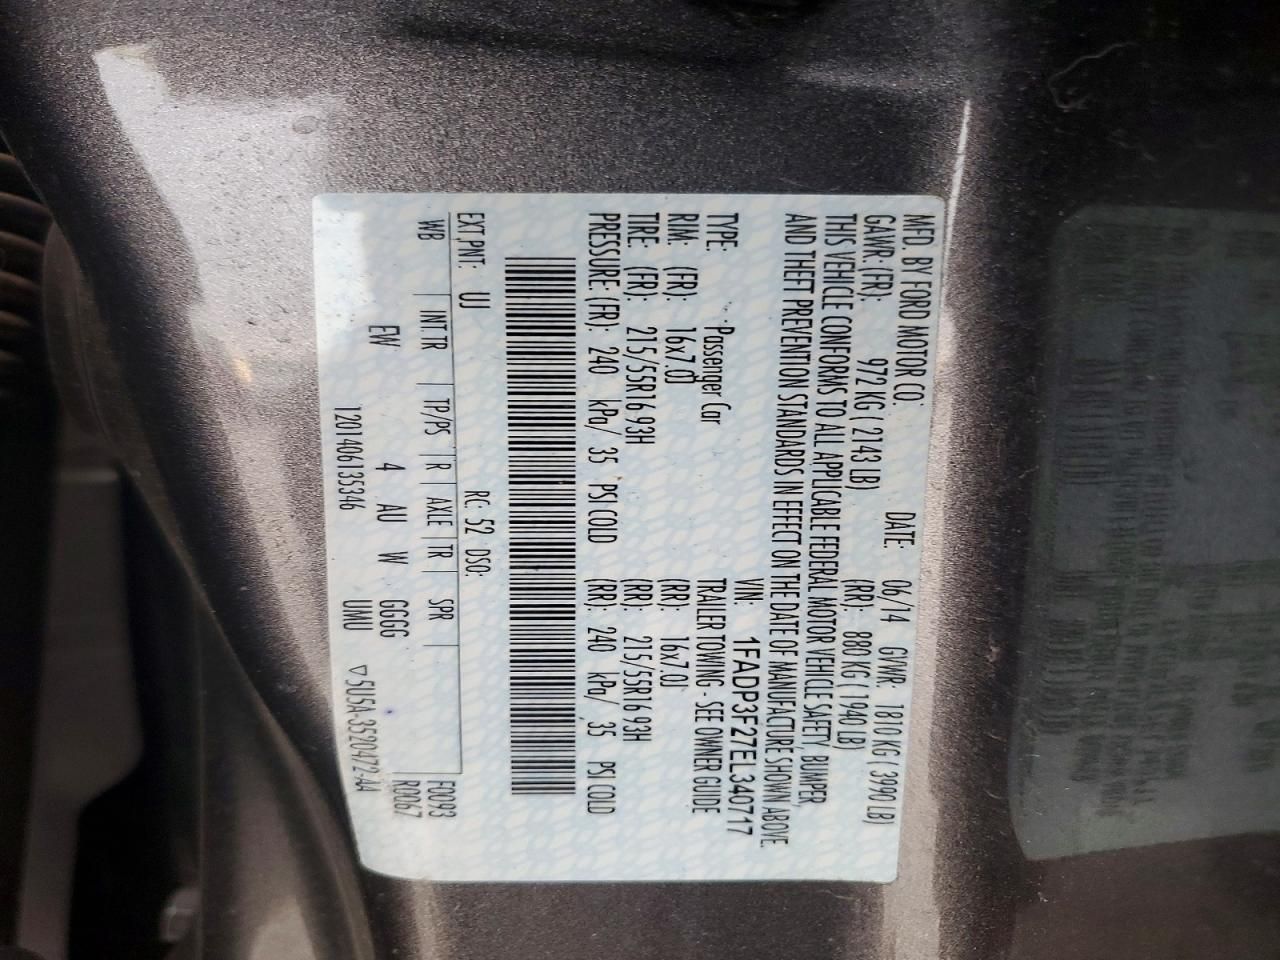 MFD. BY FORD MOTOR CO.
DATE: 06/14 GVWR: 1810 KG ( 3990 LB)
GAWR: (FR): 972 KG ( 2143 LB) (RR): 880 KG ( 1940 LB)
THIS VEHICLE CONFORMS TO ALL APPLICABLE FEDERAL MOTOR VEHICLE SAFETY, BUMPER,
AND THEFT PREVENTION STANDARDS IN EFFECT ON THE DATE OF MANUFACTURE SHOWN ABOVE.
VIN: 1FADP3F27EL340717
TYPE: Passenger Car TRAILER TOWING - SEE OWNER GUIDE
RIM: (FR): 16x7.0J (RR): 16x7.0J
TIRE: (FR): 215/55R16 93H (RR): 215/55R16 93H
PRESSURE: (FR): 240 kPa/ 35 PSI COLD (RR): 240 kPa/ 35 PSI COLD
EXT PNT: UJ RC: 52 DSO: F0093
WB INT TR TP/PS R AXLE TR SPR R0967
EW 4 AU W GGGG
1201406135346 UMU ▽5U5A-3520472-AA